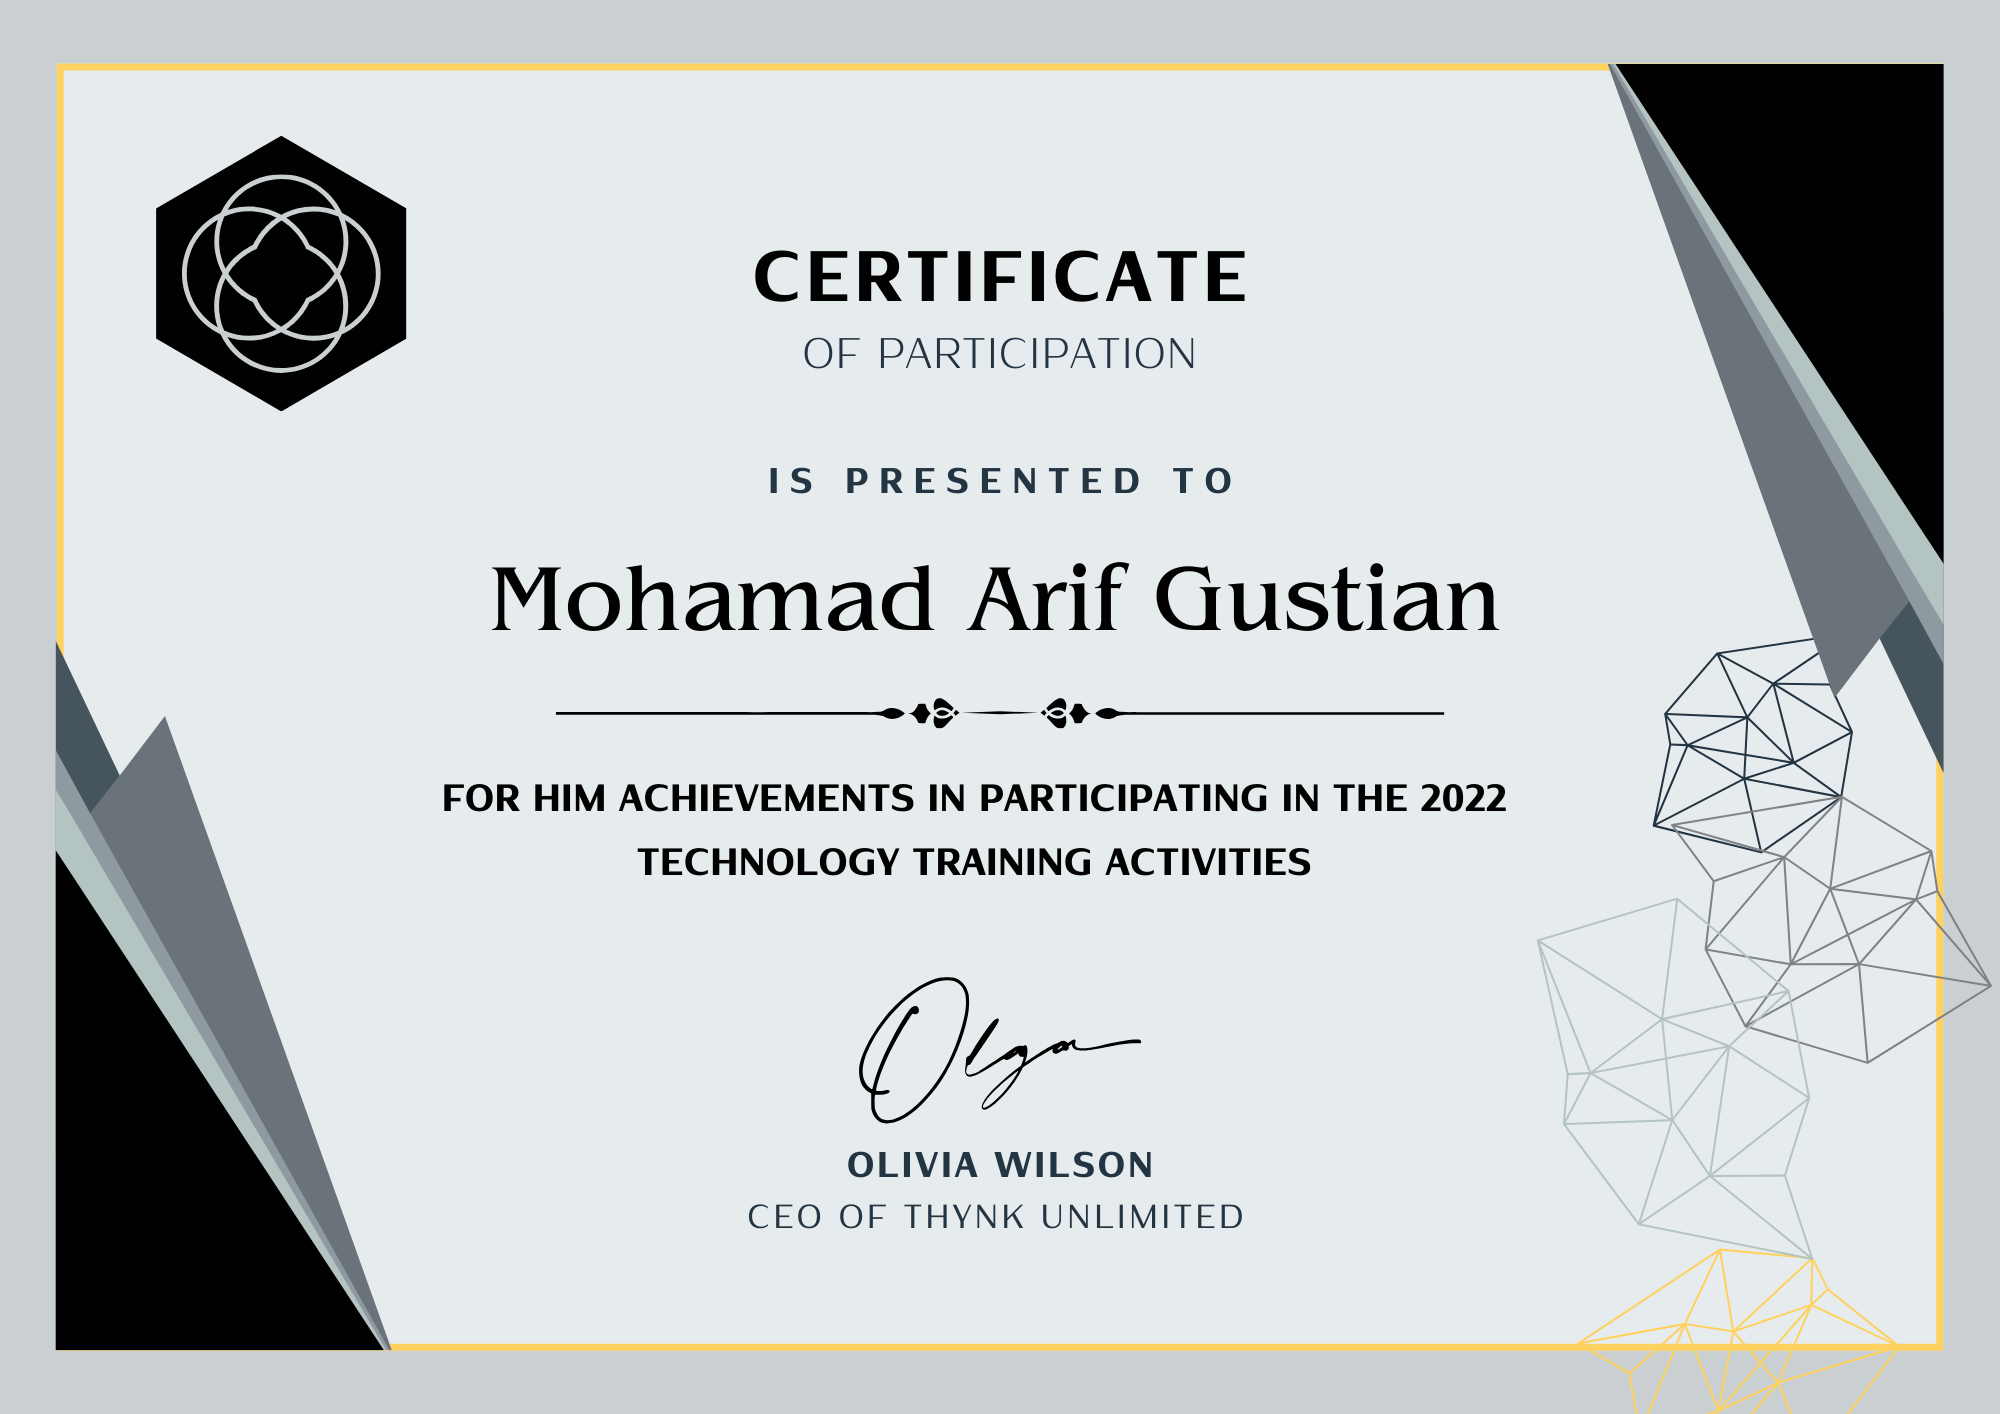 CERTIFICATE
OF PARTICIPATION
IS PRESENTED TO
Mohamad Arif Gustian
FOR HIM ACHIEVEMENTS IN PARTICIPATING IN THE 2022
TECHNOLOGY TRAINING ACTIVITIES
Olga
OLIVIA WILSON
CEO OF THYNK UNLIMITED